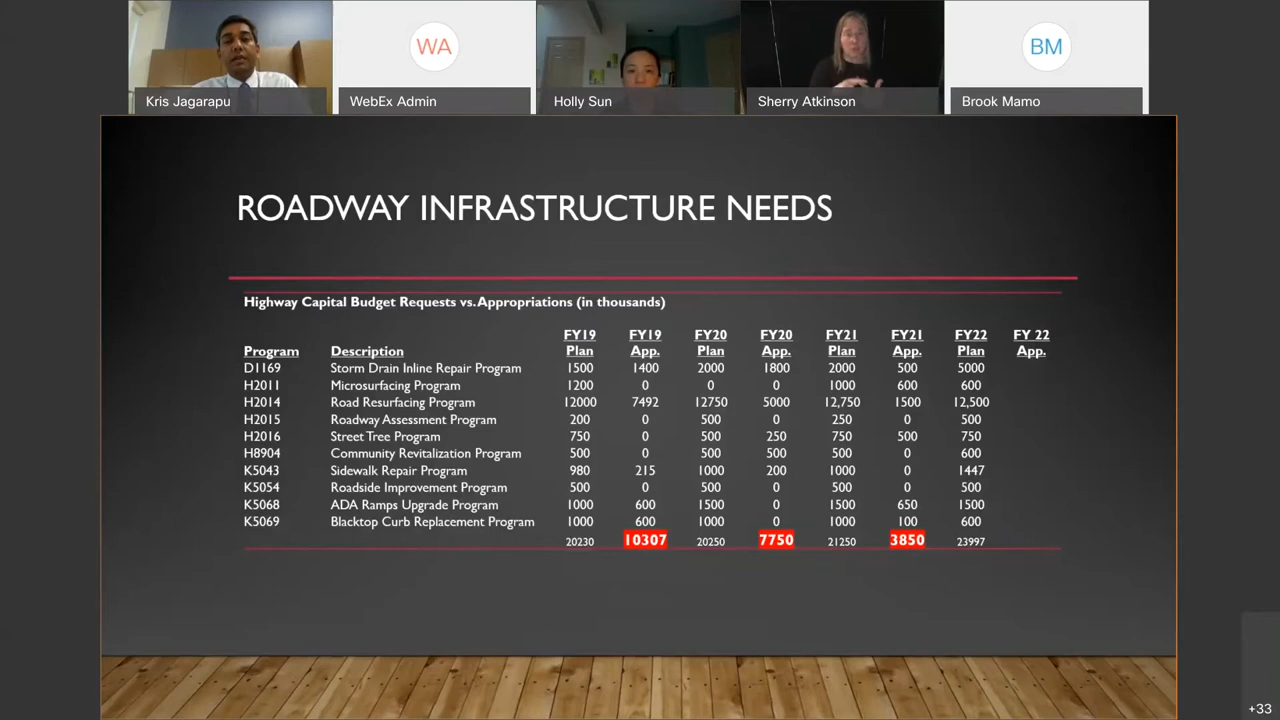 WA
BM
Kris Jagarapu
WebEx Admin
Holly Sun
Sherry Atkinson
Brook Mamo
ROADWAY INFRASTRUCTURE NEEDS
Highway Capital Budget Requests vs. Appropriations (in thousands)
FY19 FY19 FY20 FY20 FY21 FY21 FY22 FY 22
Program Description Plan App. Plan App. Plan App. Plan App.
D1169 Storm Drain Inline Repair Program 1500 1400 2000 1800 2000 500 5000
H2011 Microsurfacing Program 1200 0 0 0 1000 600 600
H2014 Road Resurfacing Program 12000 7492 12750 5000 12,750 1500 12,500
H2015 Roadway Assessment Program 200 0 500 0 250 0 500
H2016 Street Tree Program 750 0 500 250 750 500 750
H8904 Community Revitalization Program 500 0 500 500 500 0 600
K5043 Sidewalk Repair Program 980 215 1000 200 1000 0 1447
K5054 Roadside Improvement Program 500 0 500 0 500 0 500
K5068 ADA Ramps Upgrade Program 1000 600 1500 0 1500 650 1500
K5069 Blacktop Curb Replacement Program 1000 600 1000 0 1000 100 600
20230 10307 20250 7750 21250 3850 23997
+33